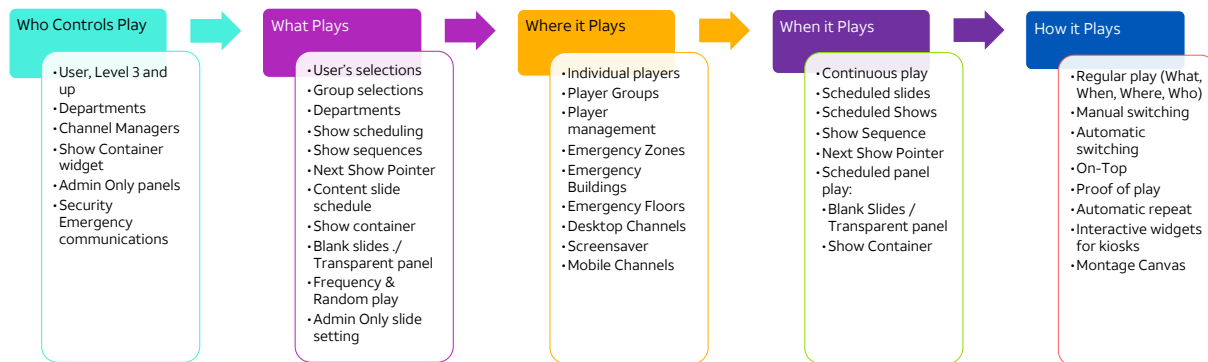 Who Controls Play
• User, Level 3 and
up
• Departments
• Channel Managers
• Show Container
widget
• Admin Only panels
• Security
Emergency
communications
What Plays
• User's selections
• Group selections
• Departments
• Show scheduling
• Show sequences
• Next Show Pointer
• Content slide
schedule
• Show container
• Blank slides ./
Transparent panel
• Frequency &
Random play
• Admin Only slide
setting
Where it Plays
• Individual players
• Player Groups
• Player
management
• Emergency Zones
• Emergency
Buildings
• Emergency Floors
• Desktop Channels
• Screensaver
• Mobile Channels
When it Plays
• Continuous play
• Scheduled slides
• Scheduled Shows
• Show Sequence
• Next Show Pointer
• Scheduled panel
play:
• Blank Slides /
Transparent panel
• Show Container
How it Plays
• Regular play (What,
When, Where, Who)
• Manual switching
• Automatic
switching
• On-Top
• Proof of play
• Automatic repeat
• Interactive widgets
for kiosks
• Montage Canvas